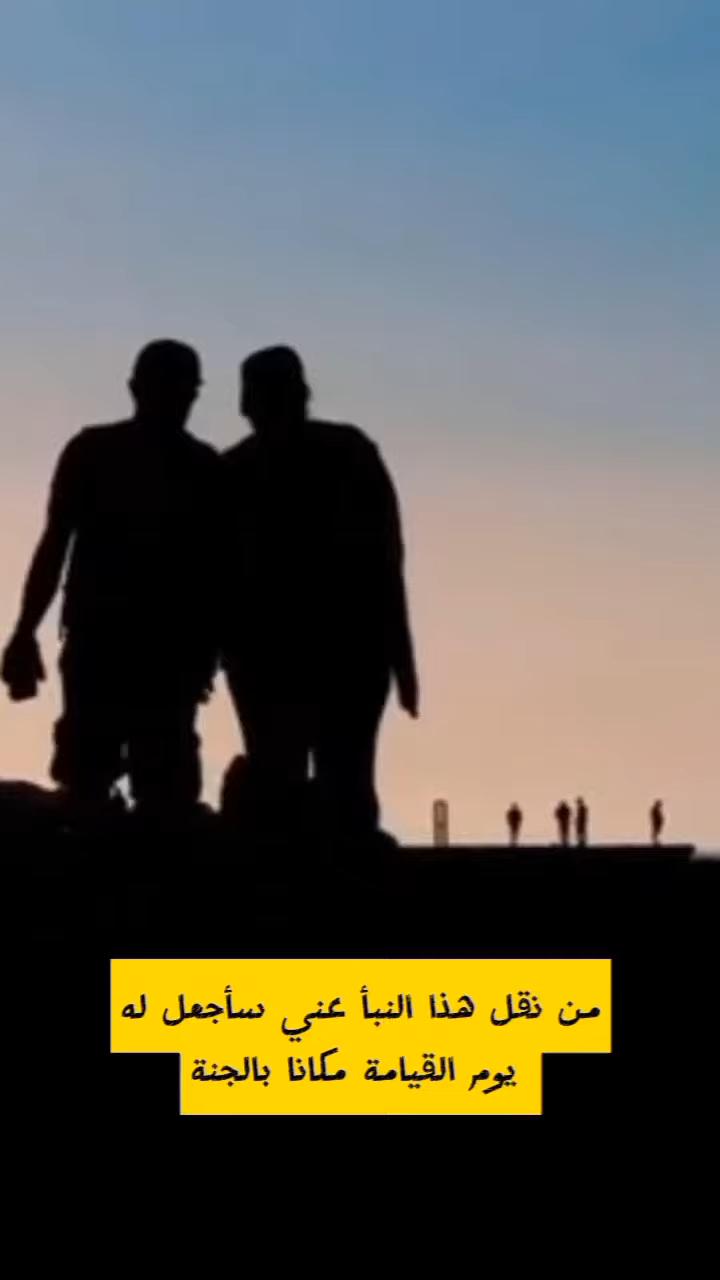 من نقل هذا النبأ عني سأجعل له
يوم القيامة مكانا بالجنة